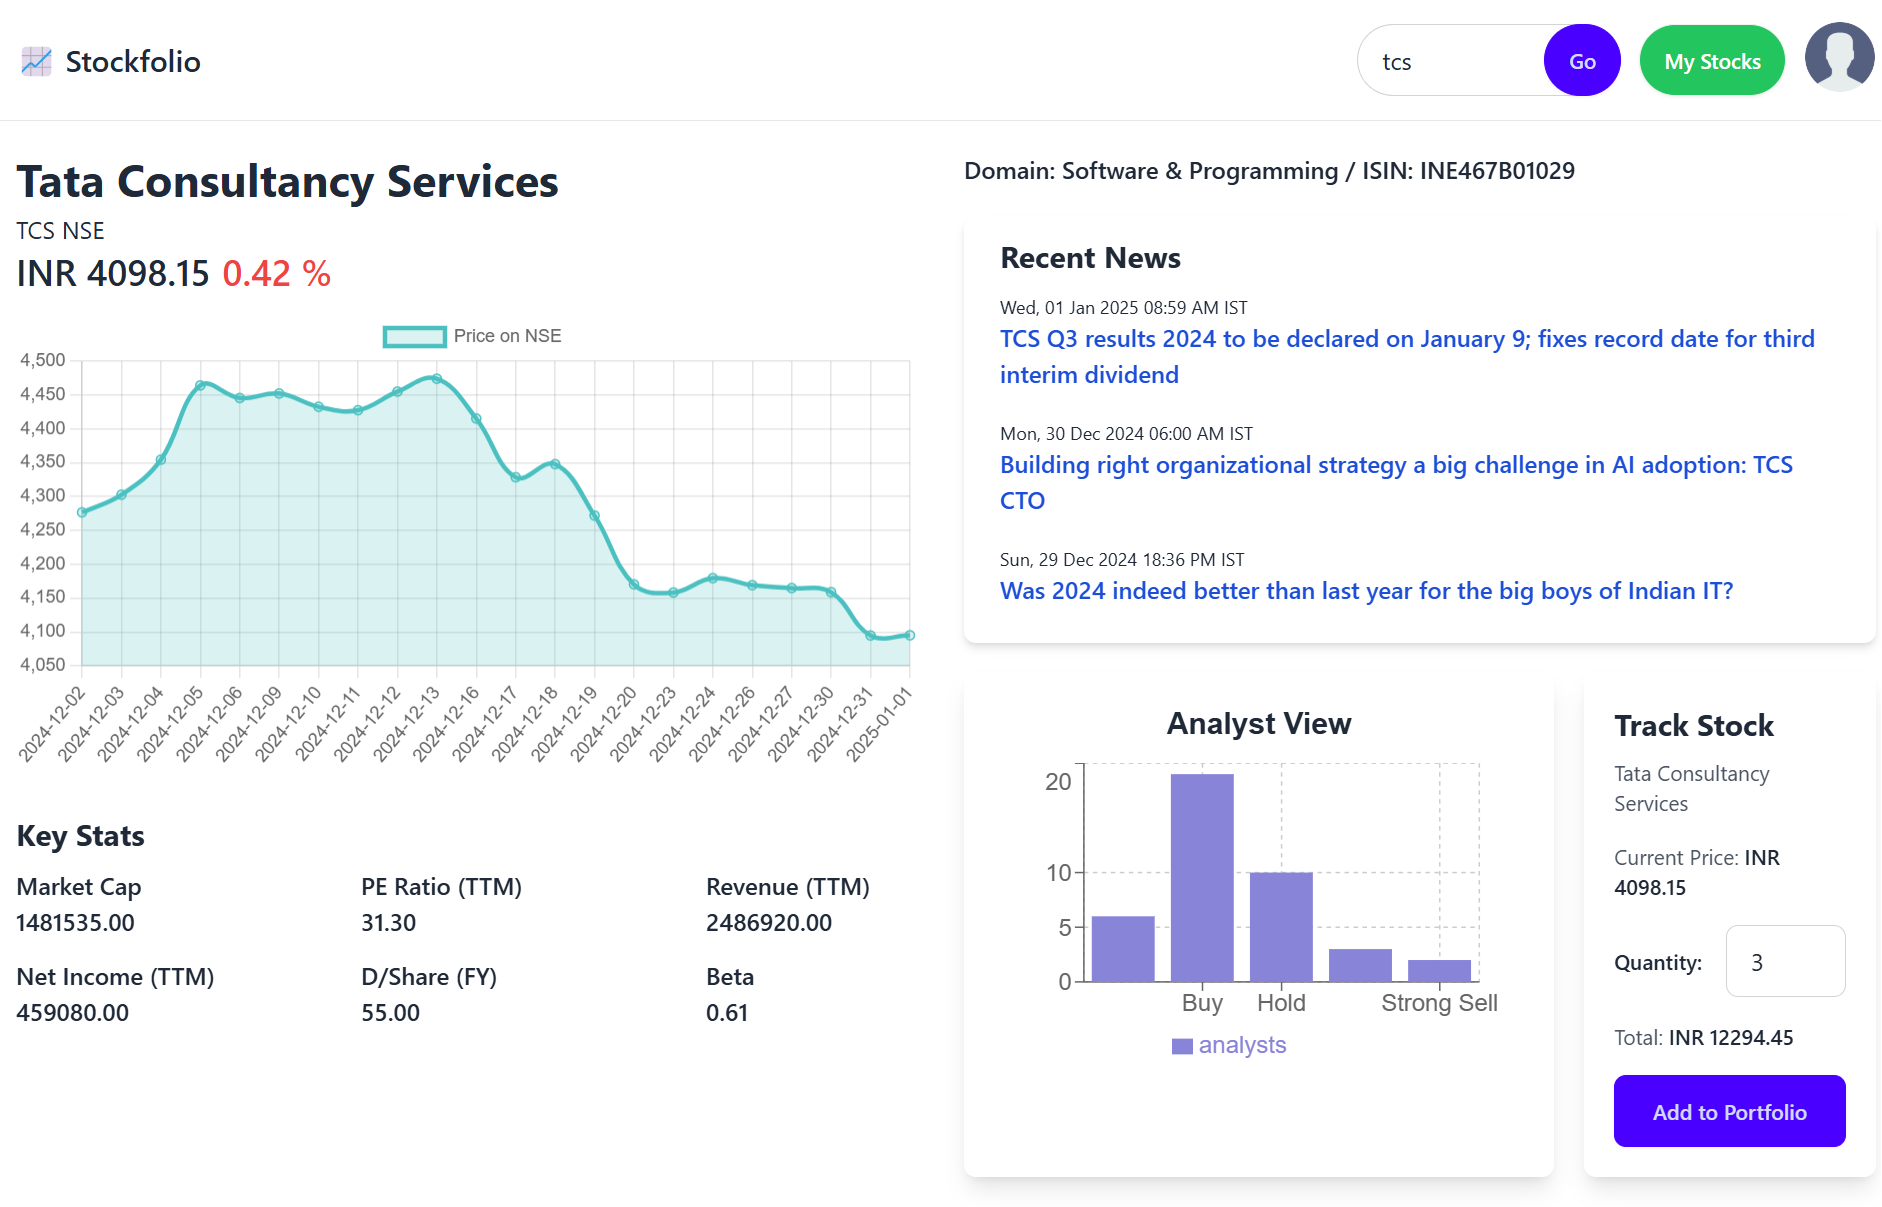 Stockfolio
tcs
Go
My Stocks
Tata Consultancy Services
TCS NSE
INR 4098.15 0.42 %
Price on NSE
4,500
4,450
4,400
4,350
4,300
4,250
4,200
4,150
4,100
4,050
2024-12-02
2024-12-03
2024-12-04
2024-12-05
2024-12-06
2024-12-09
2024-12-10
2024-12-11
2024-12-12
2024-12-13
2024-12-16
2024-12-17
2024-12-18
2024-12-19
2024-12-20
2024-12-23
2024-12-24
2024-12-26
2024-12-27
2024-12-30
2024-12-31
2025-01-01
Key Stats
Market Cap
1481535.00
PE Ratio (TTM)
31.30
Revenue (TTM)
2486920.00
Net Income (TTM)
459080.00
D/Share (FY)
55.00
Beta
0.61
Domain: Software & Programming / ISIN: INE467B01029
Recent News
Wed, 01 Jan 2025 08:59 AM IST
TCS Q3 results 2024 to be declared on January 9; fixes record date for third
interim dividend
Mon, 30 Dec 2024 06:00 AM IST
Building right organizational strategy a big challenge in AI adoption: TCS
CTO
Sun, 29 Dec 2024 18:36 PM IST
Was 2024 indeed better than last year for the big boys of Indian IT?
Analyst View
20
10
5
0
Buy
Hold
Strong Sell
analysts
Track Stock
Tata Consultancy
Services
Current Price: INR
4098.15
Quantity:
3
Total: INR 12294.45
Add to Portfolio